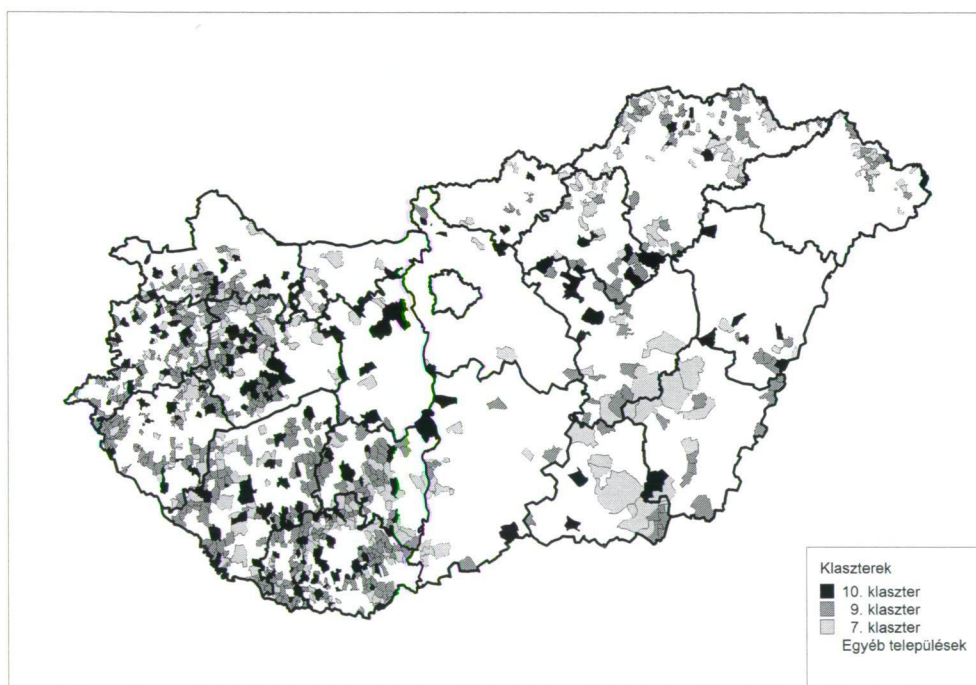 Klaszterek
10. klaszter
9. klaszter
7. klaszter
Egyéb települések